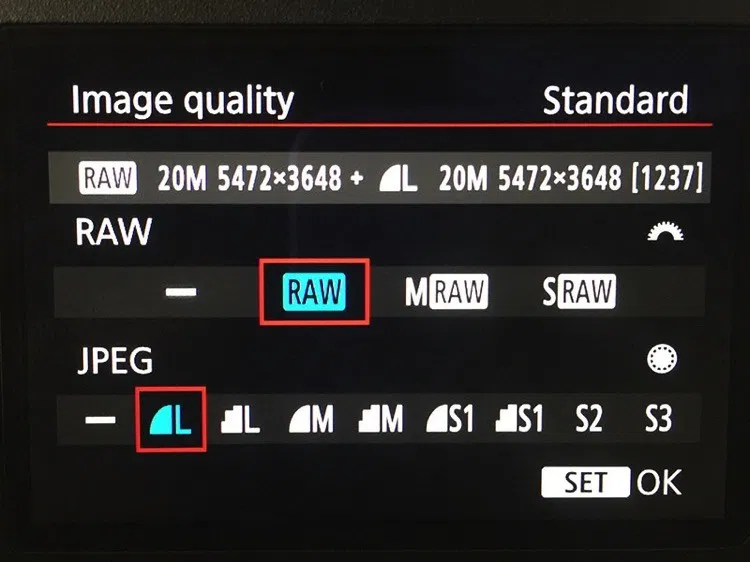 Image quality Standard
RAW 20M 5472×3648 + L 20M 5472×3648 [1237]
RAW
— RAW MRAW SRAW
JPEG
— L L M M S1 S1 S2 S3
SET OK